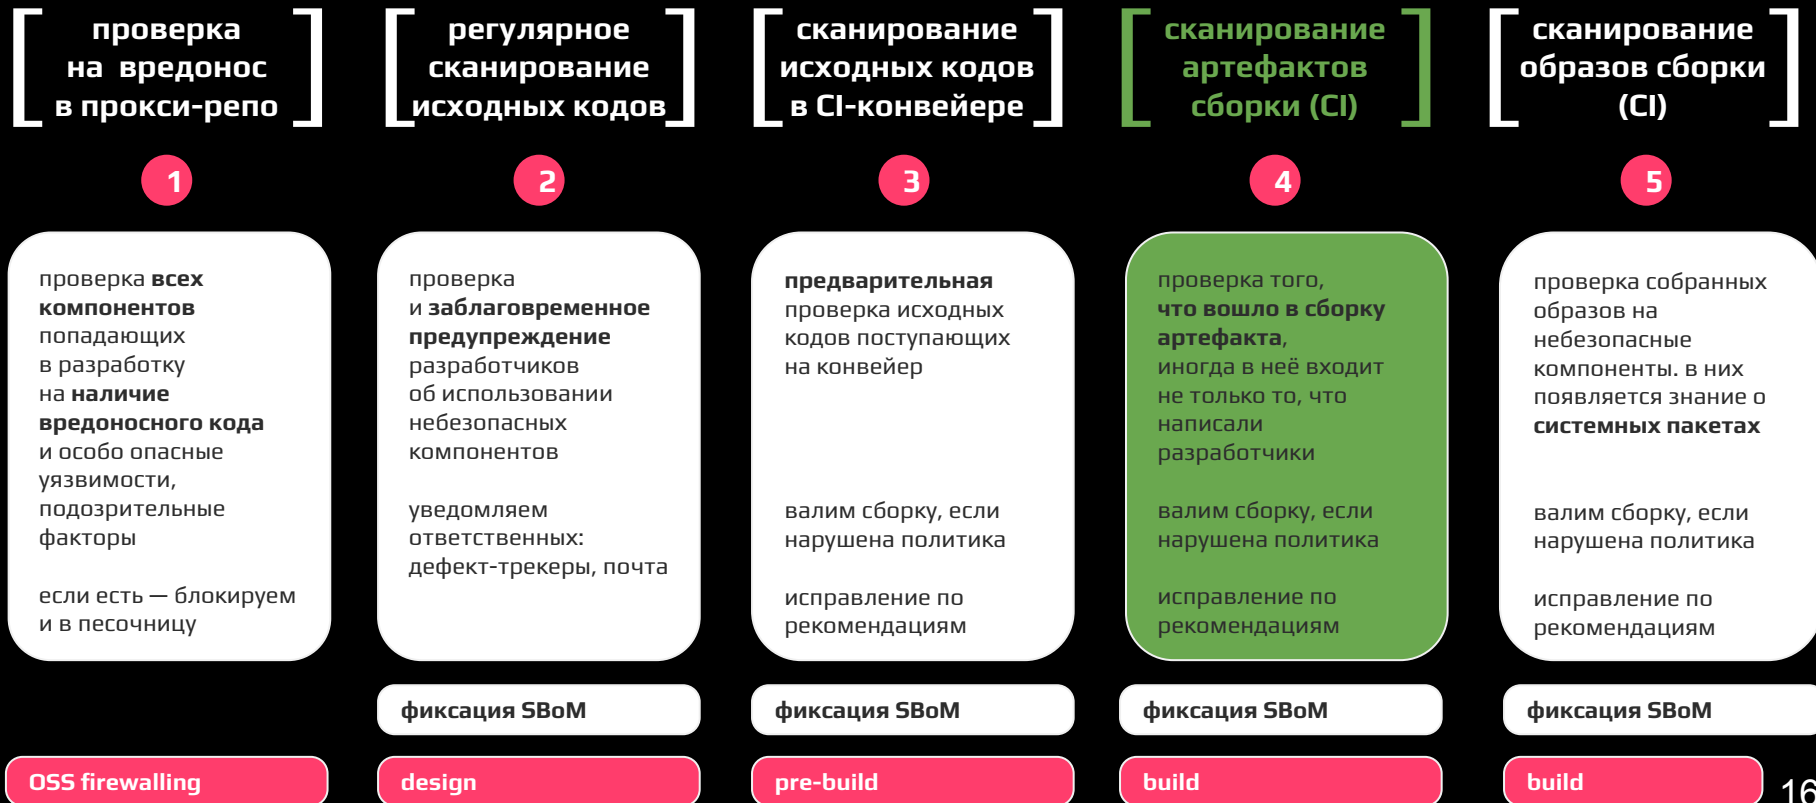 проверка
на вредонос
в прокси-репо
регулярное
сканирование
исходных кодов
сканирование
исходных кодов
в CI-конвейере
сканирование
артефактов
сборки (CI)
сканирование
образов сборки
(CI)
1
2
3
4
5
проверка всех
компонентов
попадающих
в разработку
на наличие
вредоносного кода
и особо опасные
уязвимости,
подозрительные
факторы
если есть — блокируем
и в песочницу
проверка
и заблаговременное
предупреждение
разработчиков
об использовании
небезопасных
компонентов
уведомляем
ответственных:
дефект-трекеры, почта
предварительная
проверка исходных
кодов поступающих
на конвейер
валим сборку, если
нарушена политика
исправление по
рекомендациям
проверка того,
что вошло в сборку
артефакта,
иногда в неё входит
не только то, что
написали
разработчики
валим сборку, если
нарушена политика
исправление по
рекомендациям
проверка собранных
образов на
небезопасные
компоненты. в них
появляется знание о
системных пакетах
валим сборку, если
нарушена политика
исправление по
рекомендациям
фиксация SBoM
фиксация SBoM
фиксация SBoM
фиксация SBoM
OSS firewalling
design
pre-build
build
build
16